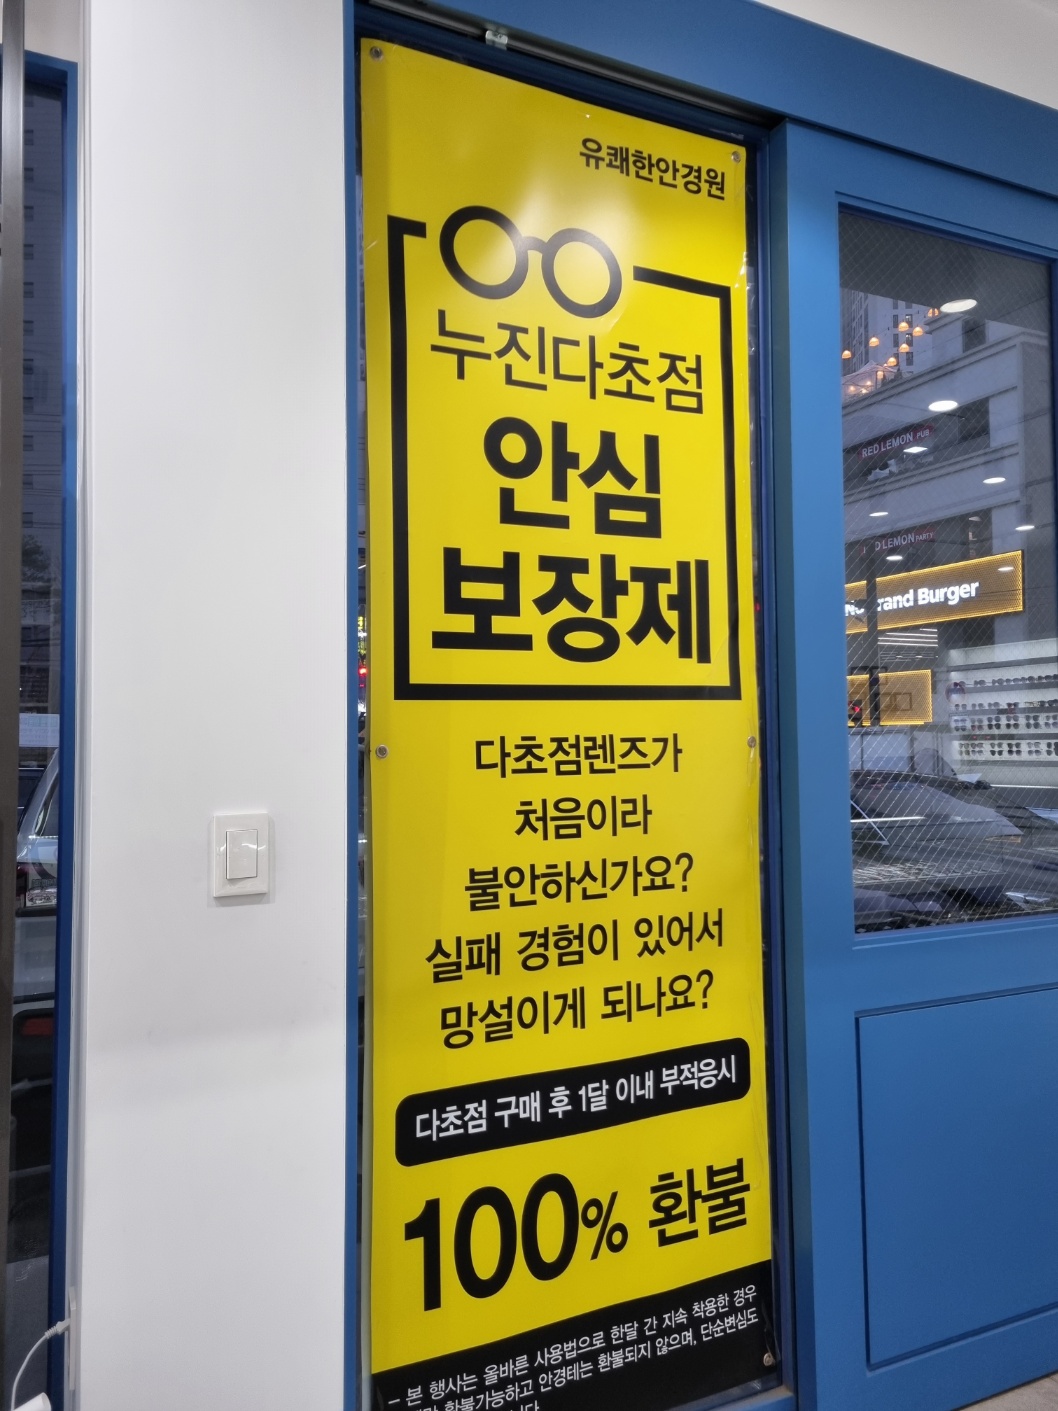 유쾌한안경원
누진다초점
안심
보장제
다초점렌즈가
처음이라
불안하신가요?
실패 경험이 있어서
망설이게 되나요?
다초점 구매 후 1달 이내 부적응시
100% 환불
- 본 행사는 올바른 사용법으로 한달 간 지속 착용한 경우
환불가능하고 안경테는 환불되지 않으며, 단순변심도
RED LEMON PUB
LEMON PARTY
Burger